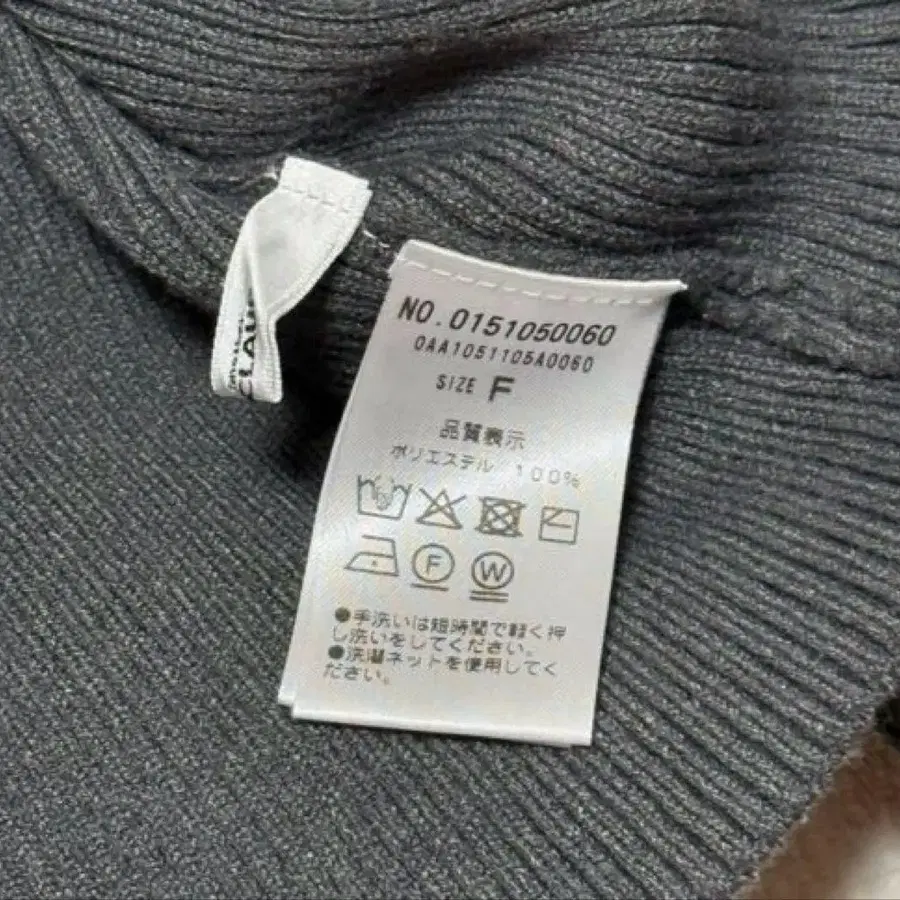 CLAU
NO.0151050060
0AA1051105A0060
SIZE F
品質表示
ポリエステル 100%
F
W
●手洗いは短時間で軽く押
し洗いをしてください。
●洗濯ネットを使用してく
ださい。